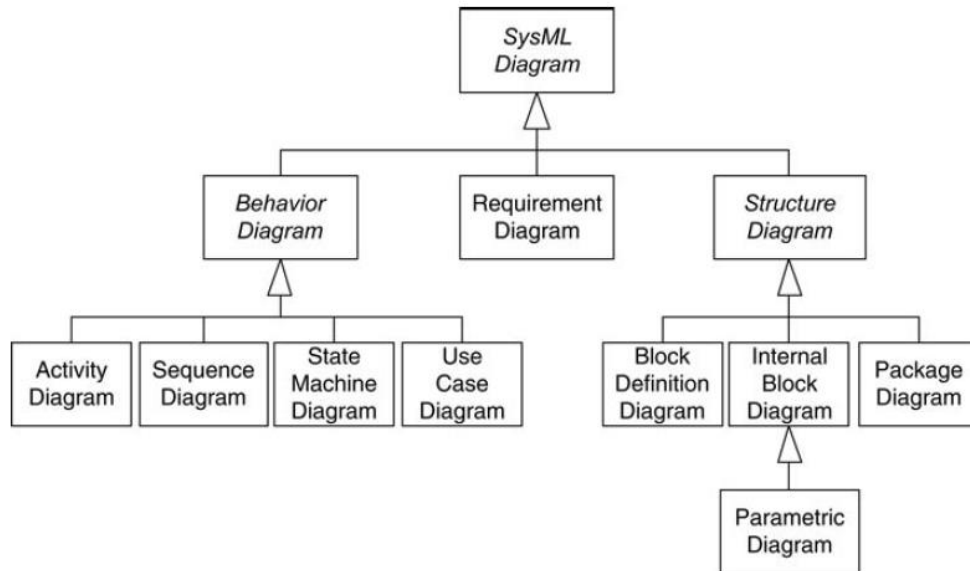 SysML
Diagram
Behavior
Diagram
Requirement
Diagram
Structure
Diagram
Activity
Diagram
Sequence
Diagram
State
Machine
Diagram
Use
Case
Diagram
Block
Definition
Diagram
Internal
Block
Diagram
Package
Diagram
Parametric
Diagram